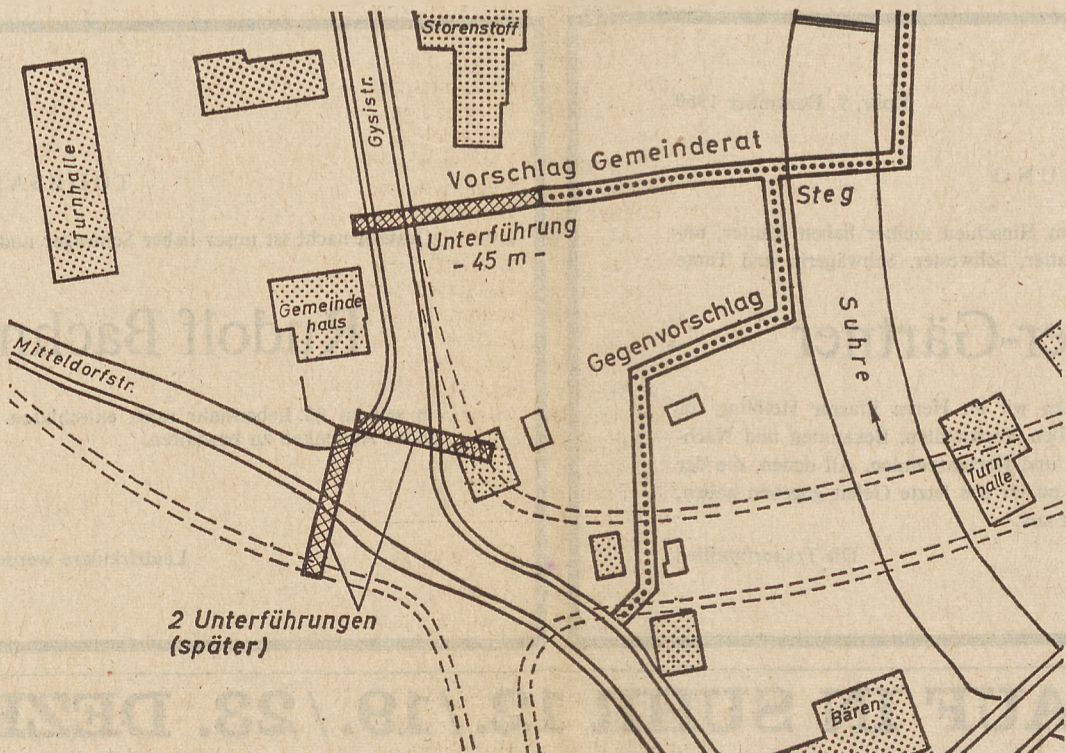 Storenstoff
Gysistr.
Turnhalle
Vorschlag Gemeinderat
Steg
Unterführung
- 45 m -
Gemeinde
haus
Gegenvorschlag
Suhre
Mitteldorfstr.
Turn
halle
2 Unterführungen
(später)
Bären